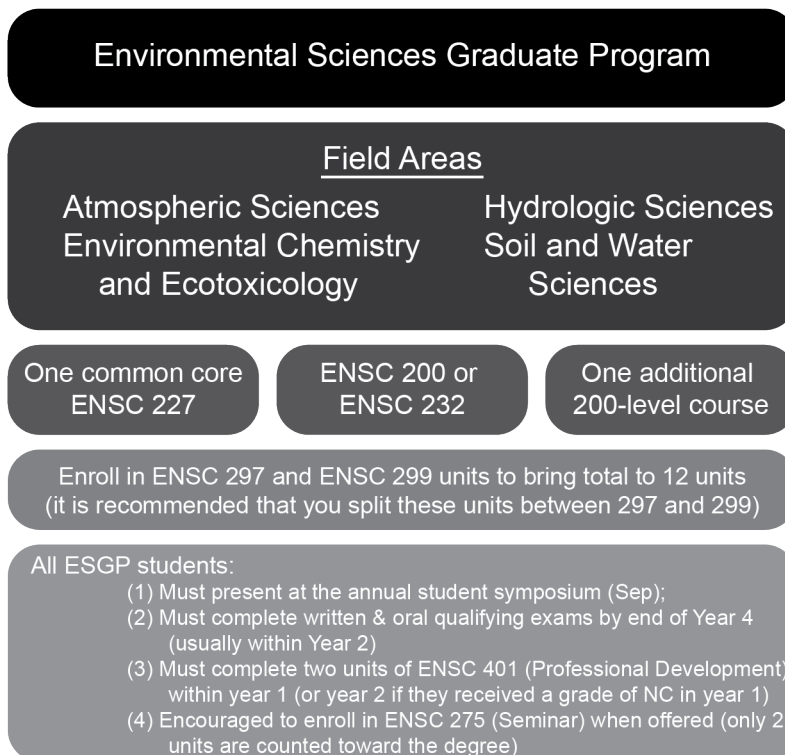 Environmental Sciences Graduate Program
Field Areas
Atmospheric Sciences
Environmental Chemistry
and Ecotoxicology
Hydrologic Sciences
Soil and Water
Sciences
One common core
ENSC 227
ENSC 200 or
ENSC 232
One additional
200-level course
Enroll in ENSC 297 and ENSC 299 units to bring total to 12 units
(it is recommended that you split these units between 297 and 299)
All ESGP students:
(1) Must present at the annual student symposium (Sep);
(2) Must complete written & oral qualifying exams by end of Year 4
(usually within Year 2)
(3) Must complete two units of ENSC 401 (Professional Development)
within year 1 (or year 2 if they received a grade of NC in year 1)
(4) Encouraged to enroll in ENSC 275 (Seminar) when offered (only 2
units are counted toward the degree)